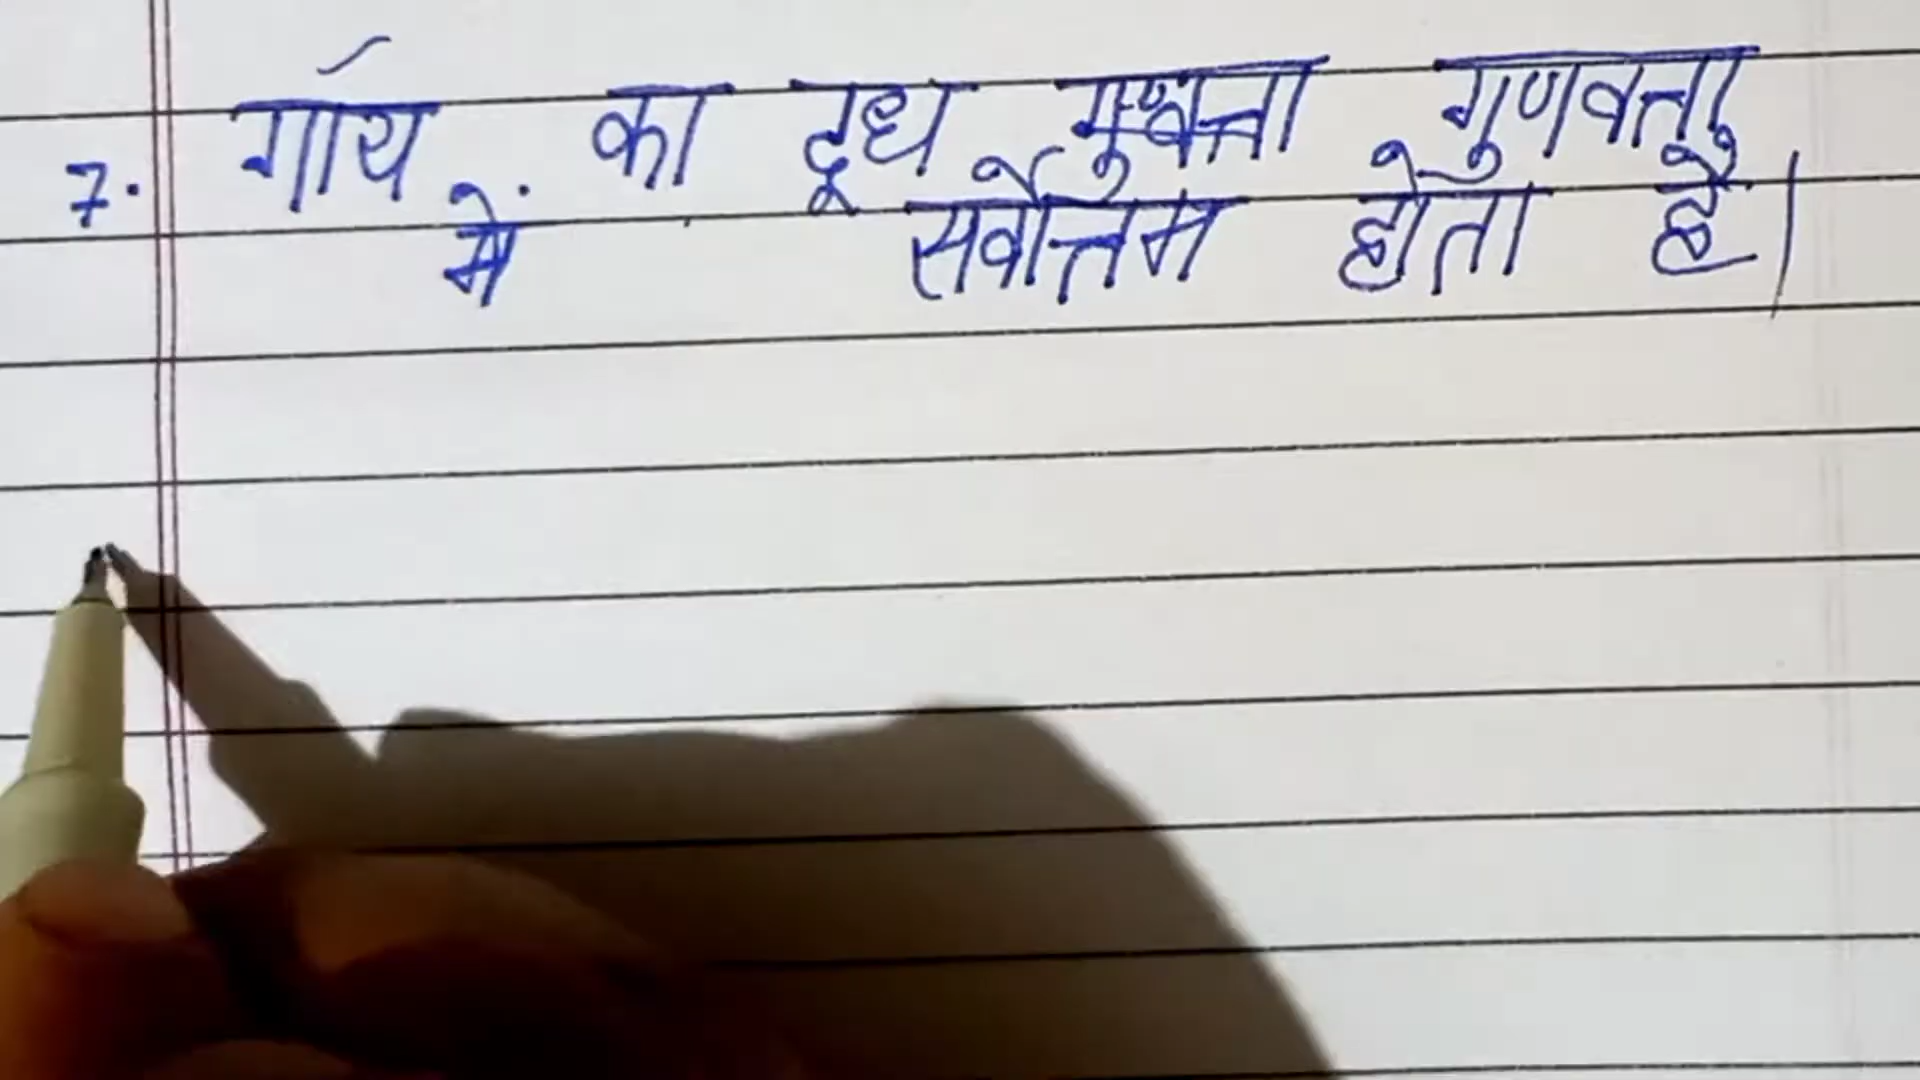 7. गाय का दूध गुणवत्ता
में सर्वोत्तम होता है।